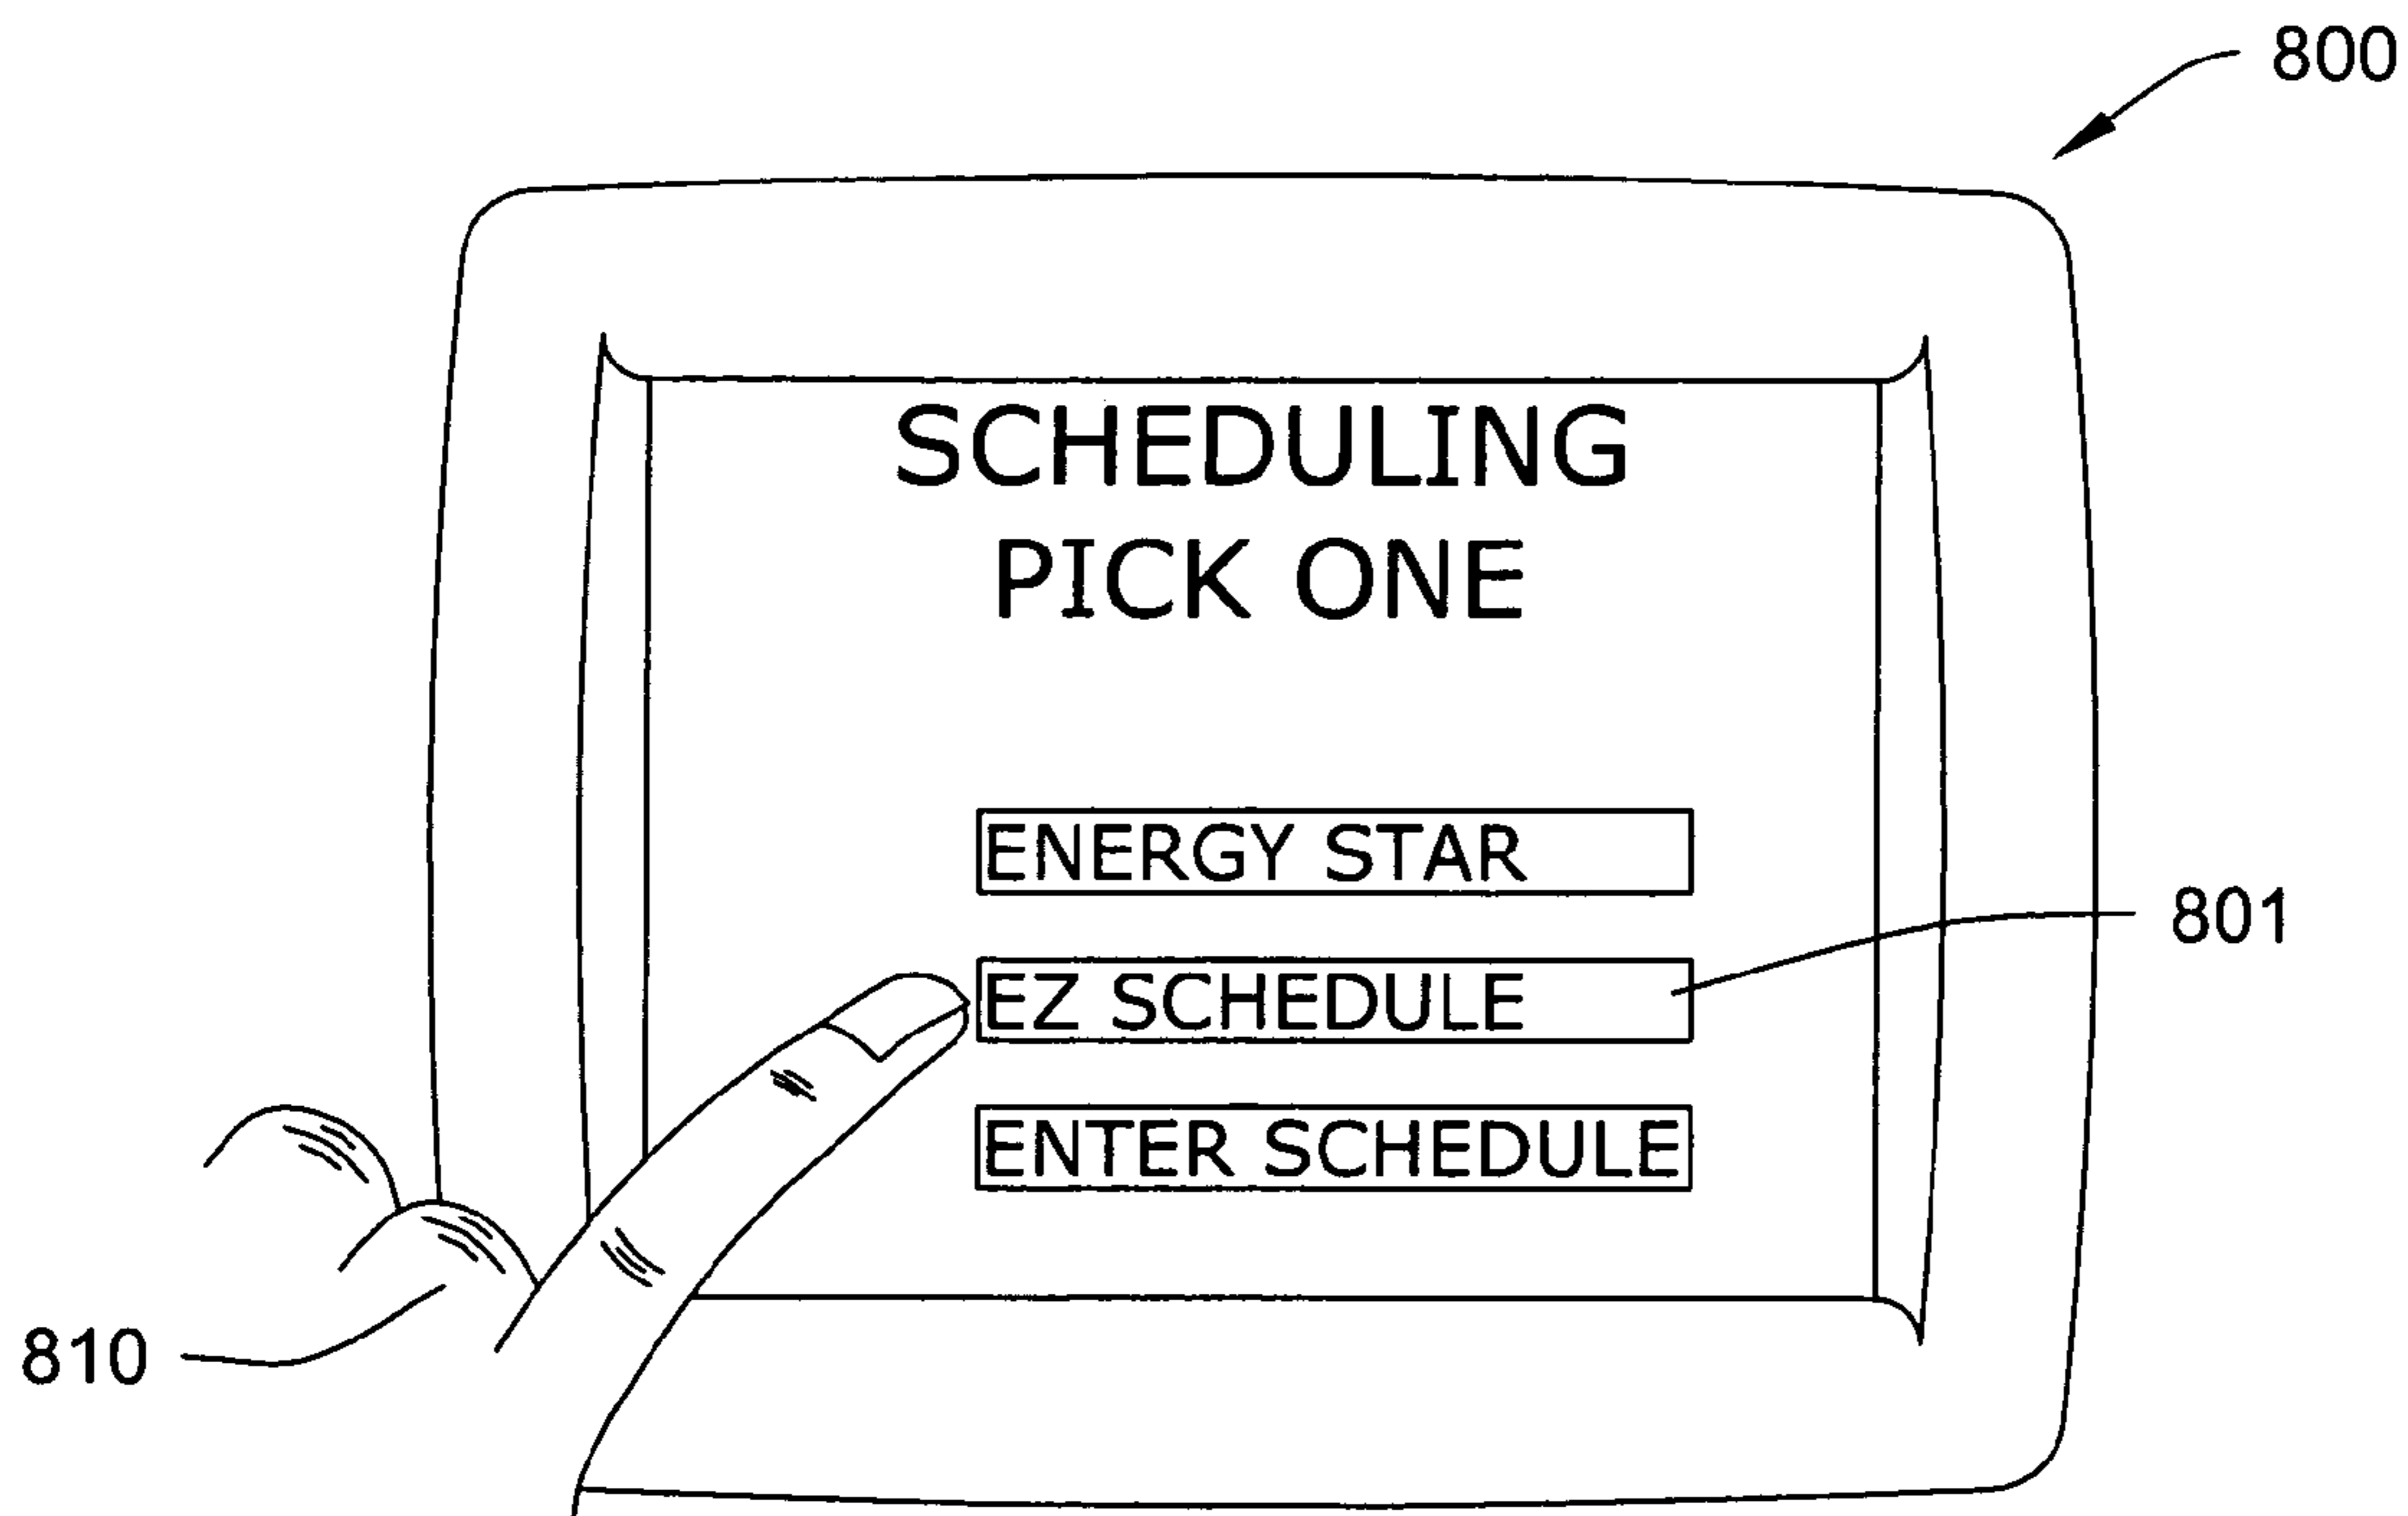 800
SCHEDULING
PICK ONE
ENERGY STAR
801
EZ SCHEDULE
ENTER SCHEDULE
810